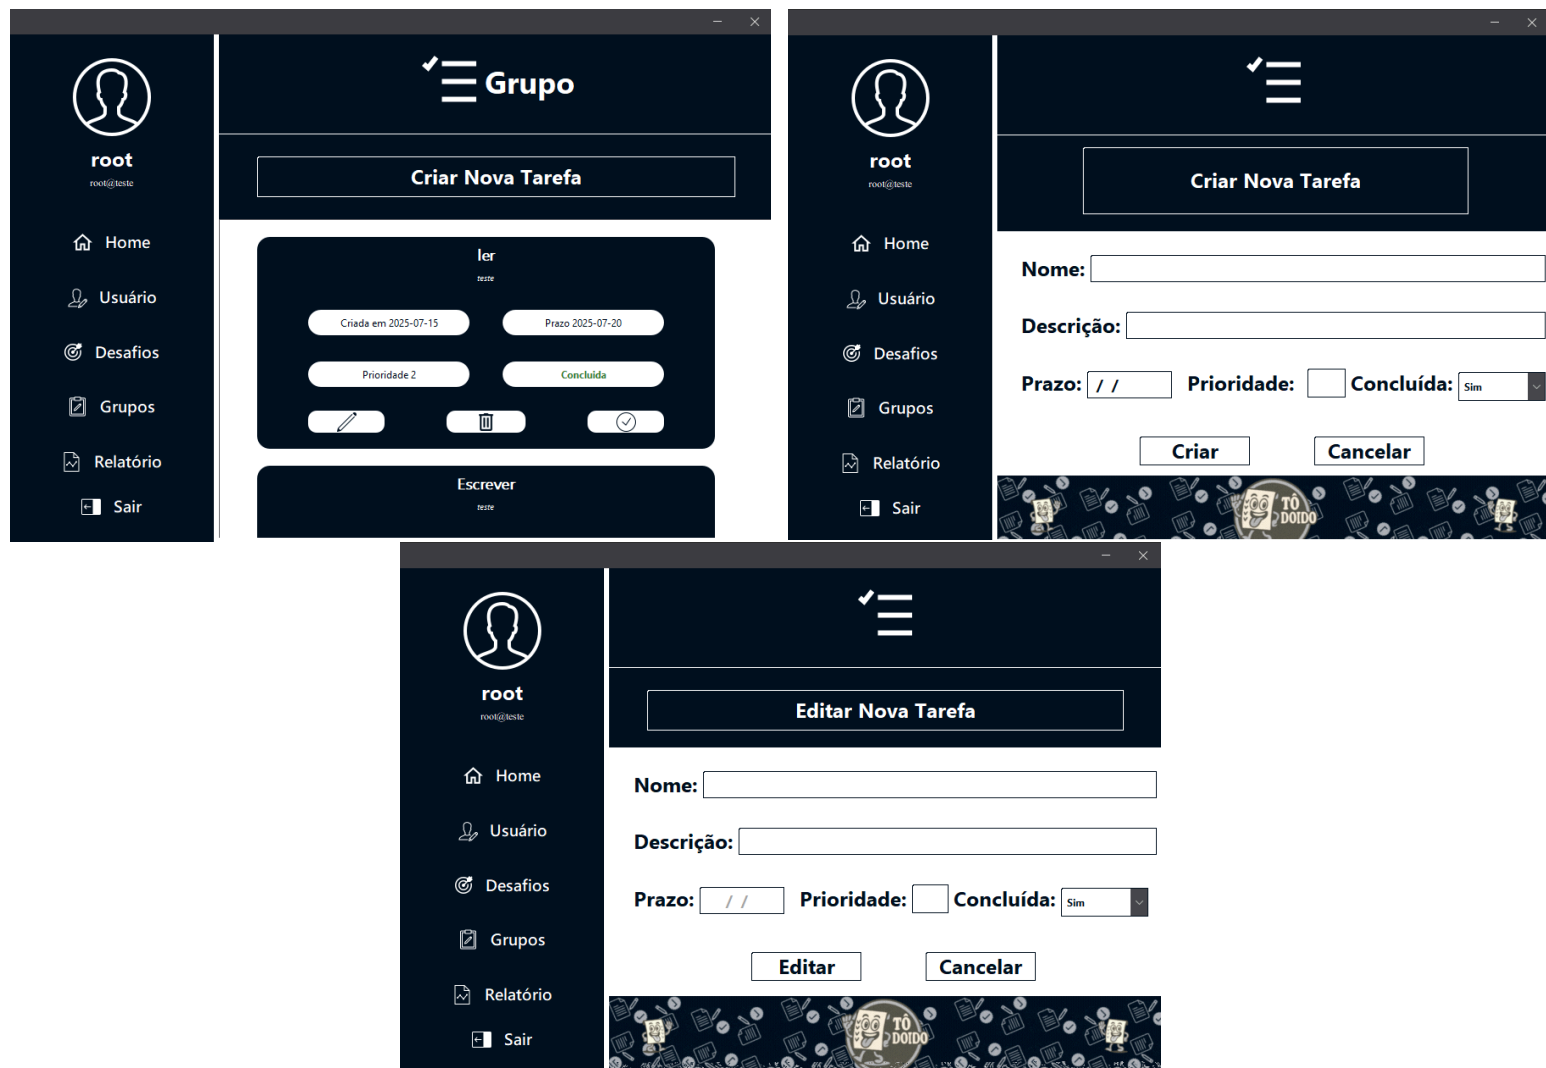 root
root@teste
Home
Usuário
Desafios
Grupos
Relatório
Sair
Grupo
Criar Nova Tarefa
ler
teste
Criada em 2025-07-15
Prazo 2025-07-20
Prioridade 2
Concluida
Escrever
teste
root
root@teste
Home
Usuário
Desafios
Grupos
Relatório
Sair
Criar Nova Tarefa
Nome:
Descrição:
Prazo: / / Prioridade: Concluída: Sim
Criar Cancelar
TÔ
DOIDO
root
root@teste
Home
Usuário
Desafios
Grupos
Relatório
Sair
Editar Nova Tarefa
Nome:
Descrição:
Prazo: / / Prioridade: Concluída: Sim
Editar Cancelar
TÔ
DOIDO